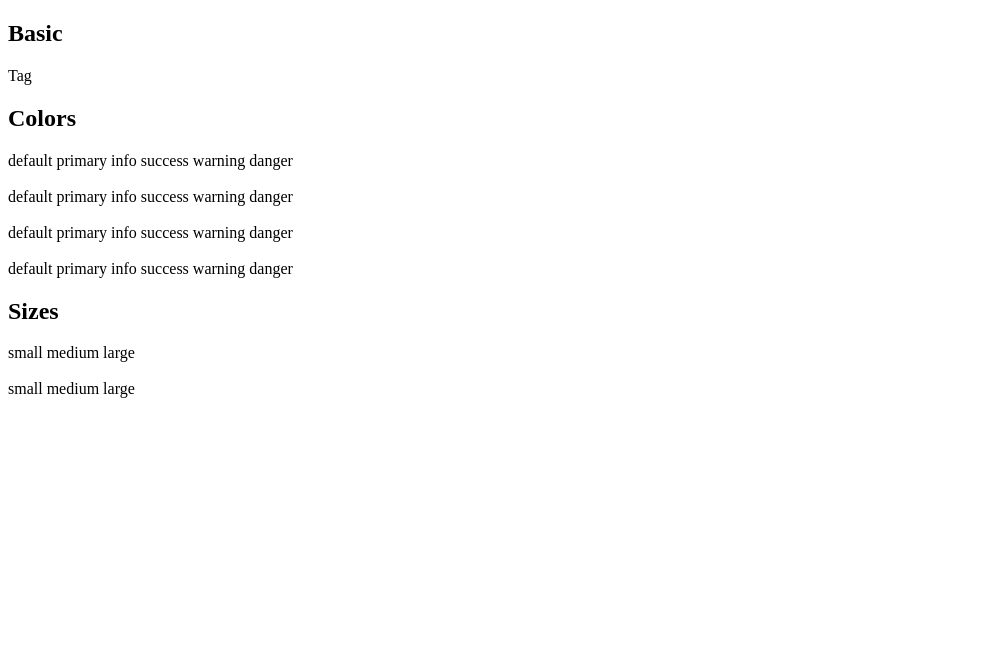 Basic
Tag
Colors
default primary info success warning danger
default primary info success warning danger
default primary info success warning danger
default primary info success warning danger
Sizes
small medium large
small medium large